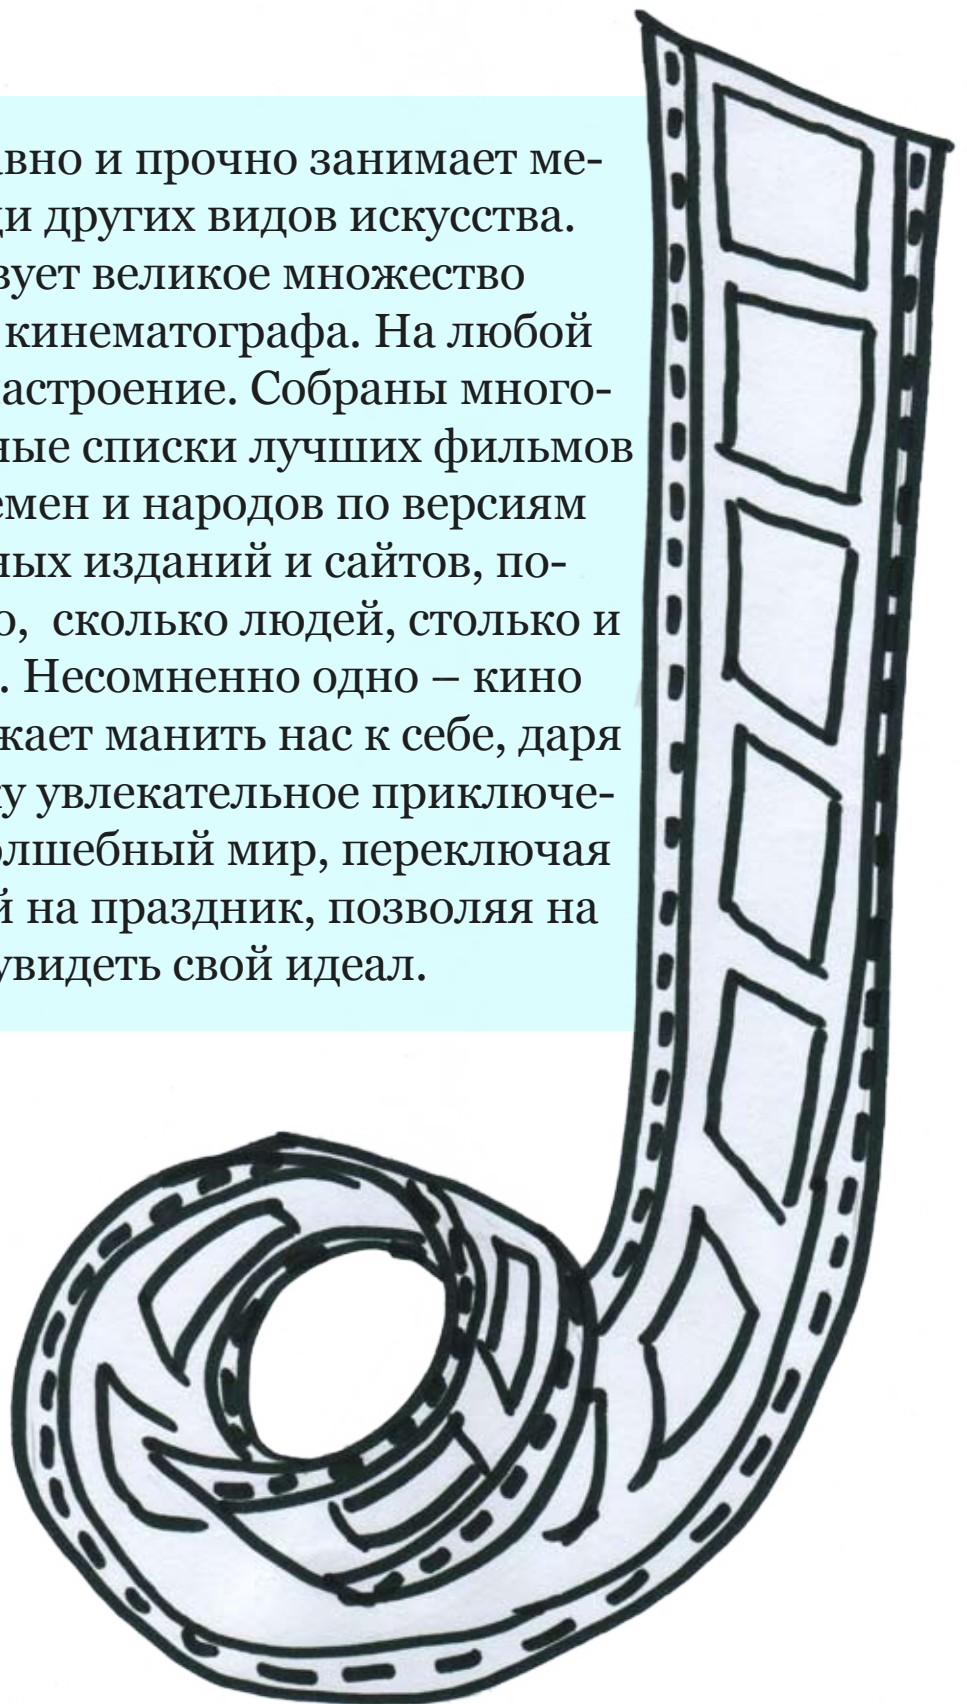 авно и прочно занимает ме-
ди других видов искусства.
вует великое множество
кинематографа. На любой
астроение. Собраны много-
ные списки лучших фильмов
емен и народов по версиям
ных изданий и сайтов, по-
о, сколько людей, столько и
. Несомненно одно – кино
жает манить нас к себе, даря
у увлекательное приключе-
олшебный мир, переключая
й на праздник, позволяя на
увидеть свой идеал.